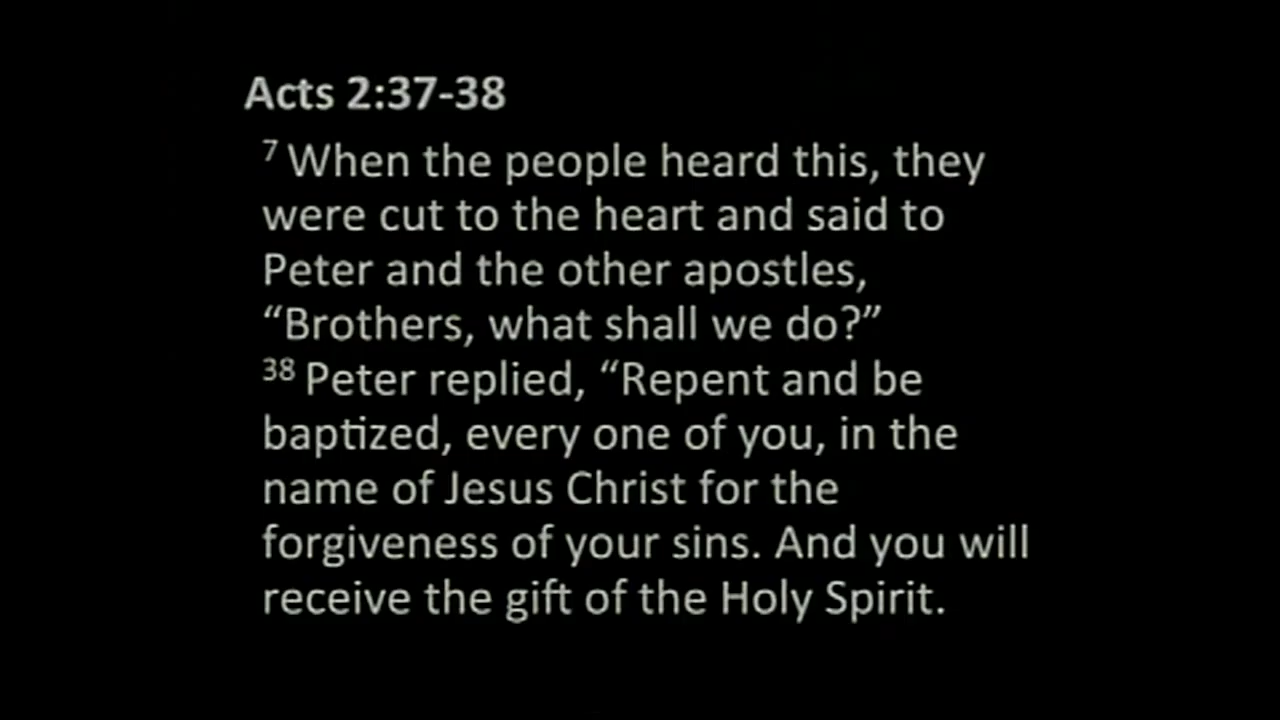 Acts 2:37-38
7 When the people heard this, they
were cut to the heart and said to
Peter and the other apostles,
“Brothers, what shall we do?”
38 Peter replied, “Repent and be
baptized, every one of you, in the
name of Jesus Christ for the
forgiveness of your sins. And you will
receive the gift of the Holy Spirit.